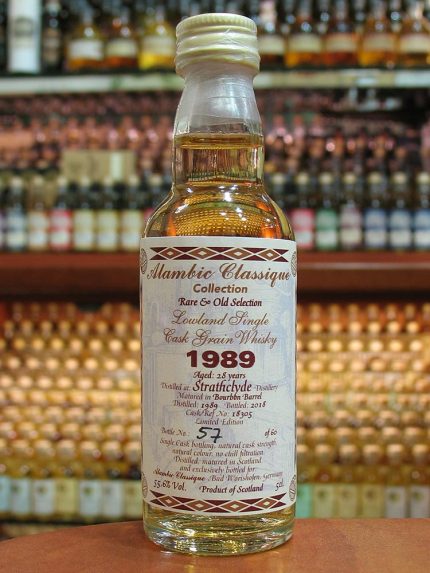 Alambic Classique
Collection
Rare & Old Selection
Lowland Single
Cask Grain Whisky
1989
Aged: 28 years
Distilled at: Strathclyde Distillery
Matured in Bourbon Barrel
Distilled: 1989 Bottled: 2018
Cask/Ref No: 18305
Limited Edition
Bottle No. 57 of 60
Single Cask bottling, natural cask strength,
natural colour, no chill filtration
Distilled, matured in Scotland
and exclusively bottled for:
Alambic Classique /Bad Wörishofen, Germany
55.6% Vol. Product of Scotland 5cl